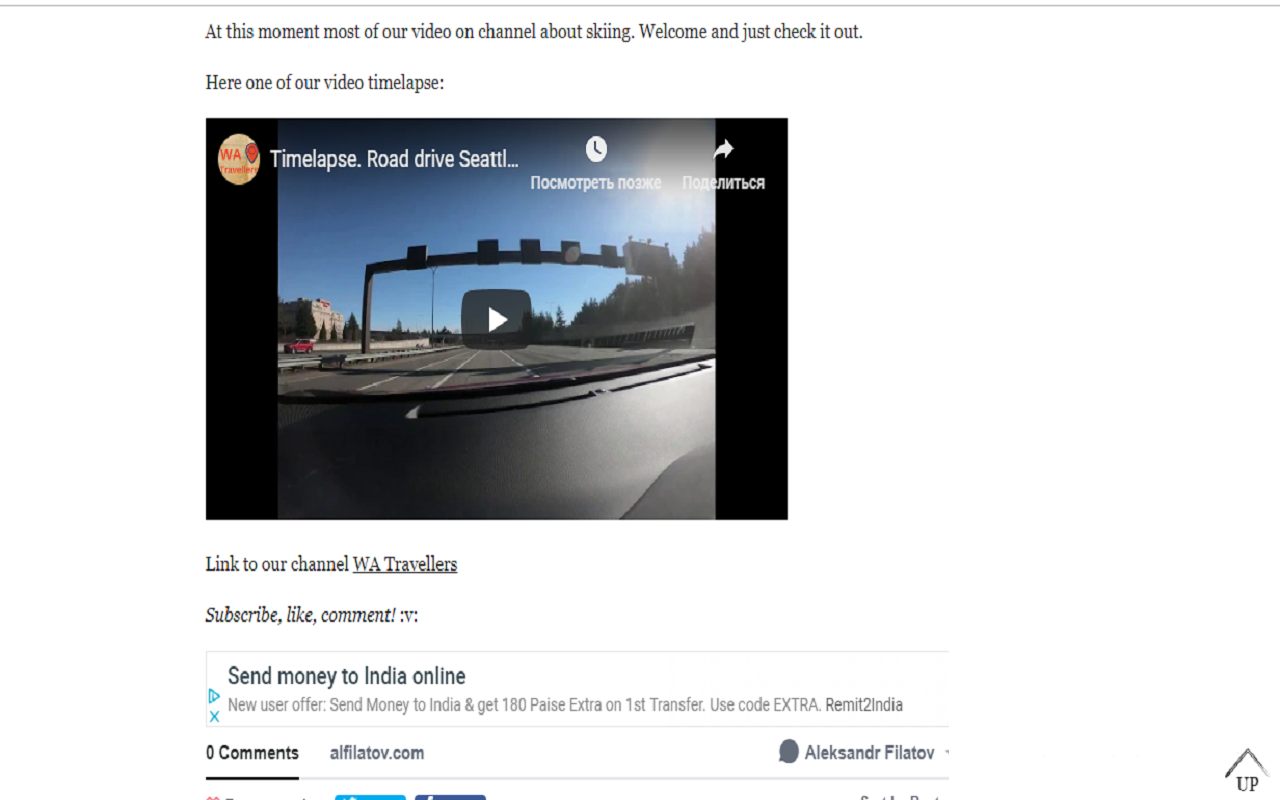 At this moment most of our video on channel about skiing. Welcome and just check it out.
Here one of our video timelapse:
WA
Travellers
Timelapse. Road drive Seattl...
Посмотреть позже
Поделиться
Link to our channel WA Travellers
Subscribe, like, comment! :v:
Send money to India online
New user offer: Send Money to India & get 180 Paise Extra on 1st Transfer. Use code EXTRA. Remit2India
0 Comments
alfilatov.com
Aleksandr Filatov
UP